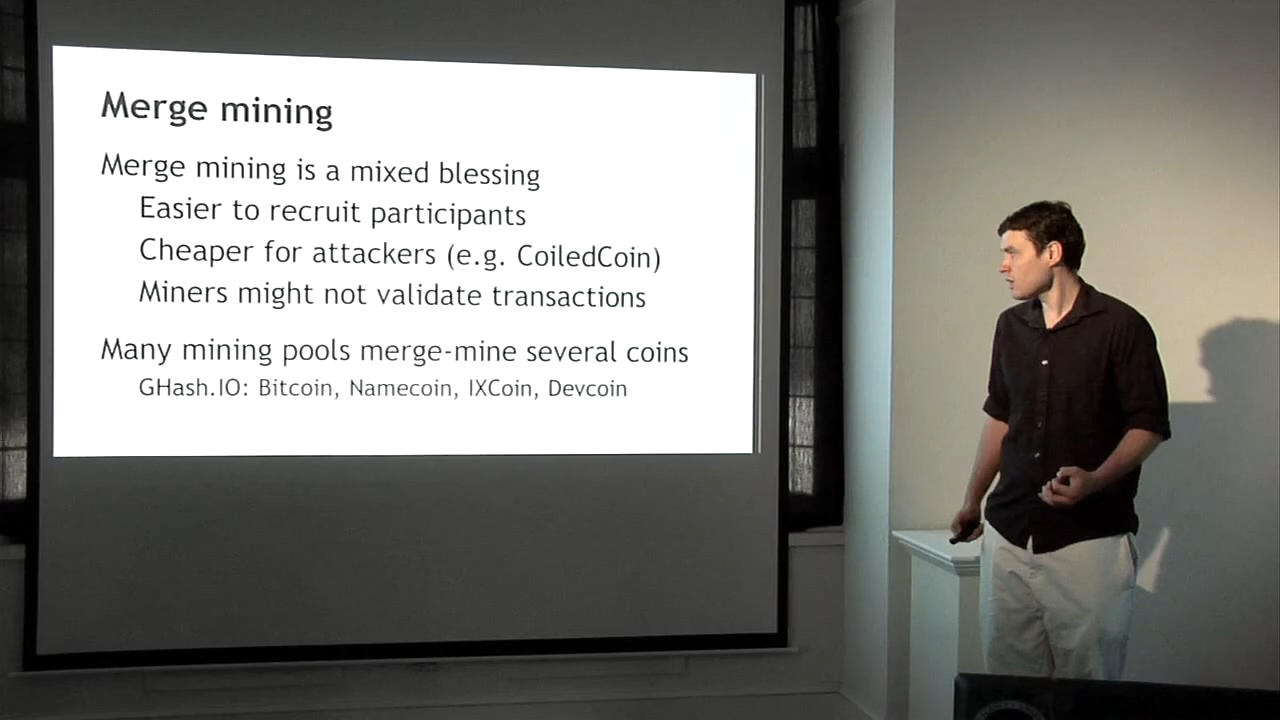 Merge mining
Merge mining is a mixed blessing
Easier to recruit participants
Cheaper for attackers (e.g. CoiledCoin)
Miners might not validate transactions
Many mining pools merge-mine several coins
GHash.IO: Bitcoin, Namecoin, IXCoin, Devcoin